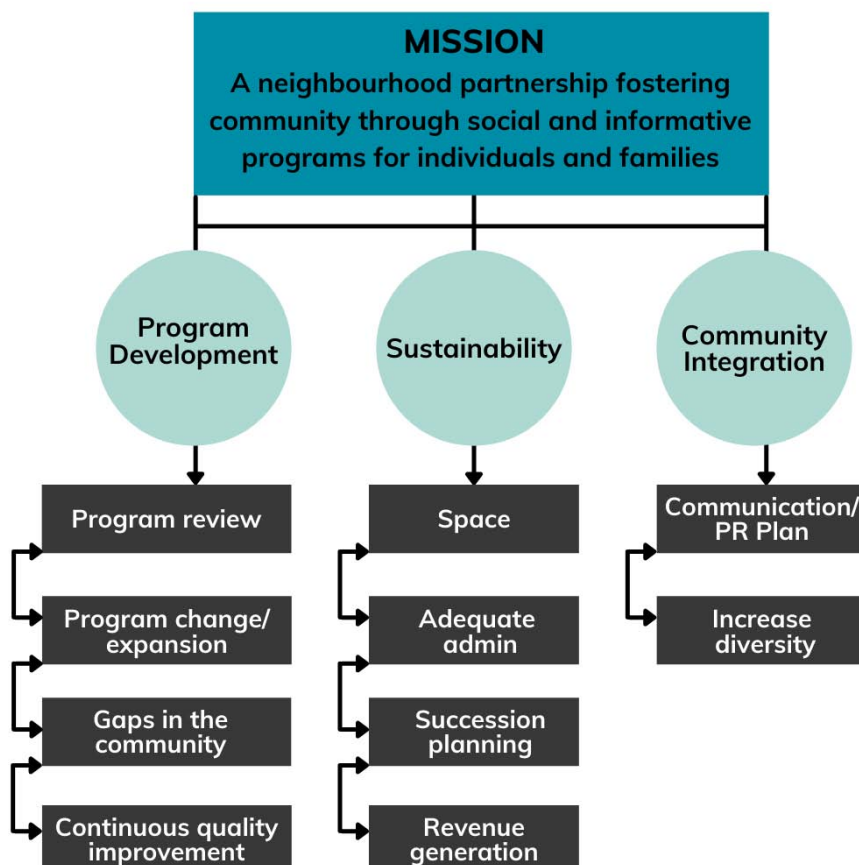 MISSION
A neighbourhood partnership fostering
community through social and informative
programs for individuals and families
Program
Development
Sustainability
Community
Integration
Program review
Program change/
expansion
Gaps in the
community
Continuous quality
improvement
Space
Adequate
admin
Succession
planning
Revenue
generation
Communication/
PR Plan
Increase
diversity